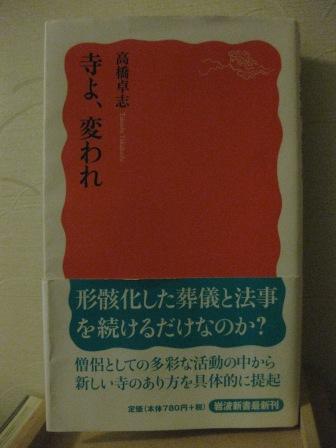 寺よ、変われ
高橋卓志
形骸化した葬儀と法事
を続けるだけなのか?
僧侶としての多彩な活動の中から
新しい寺のあり方を具体的に提起
定価(本体780円+税)
岩波新書最新刊